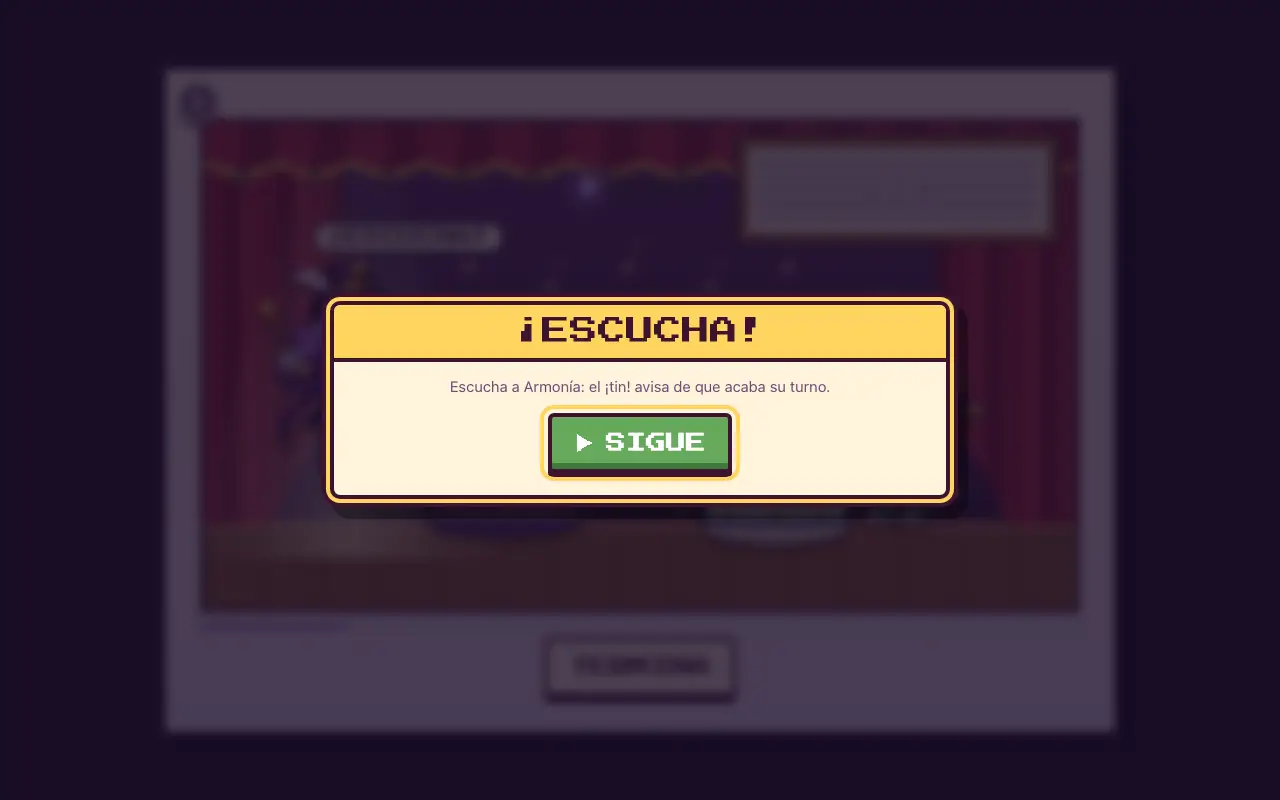 ¡ESCUCHA!
Escucha a Armonía: el ¡tin! avisa de que acaba su turno.
▶ SIGUE